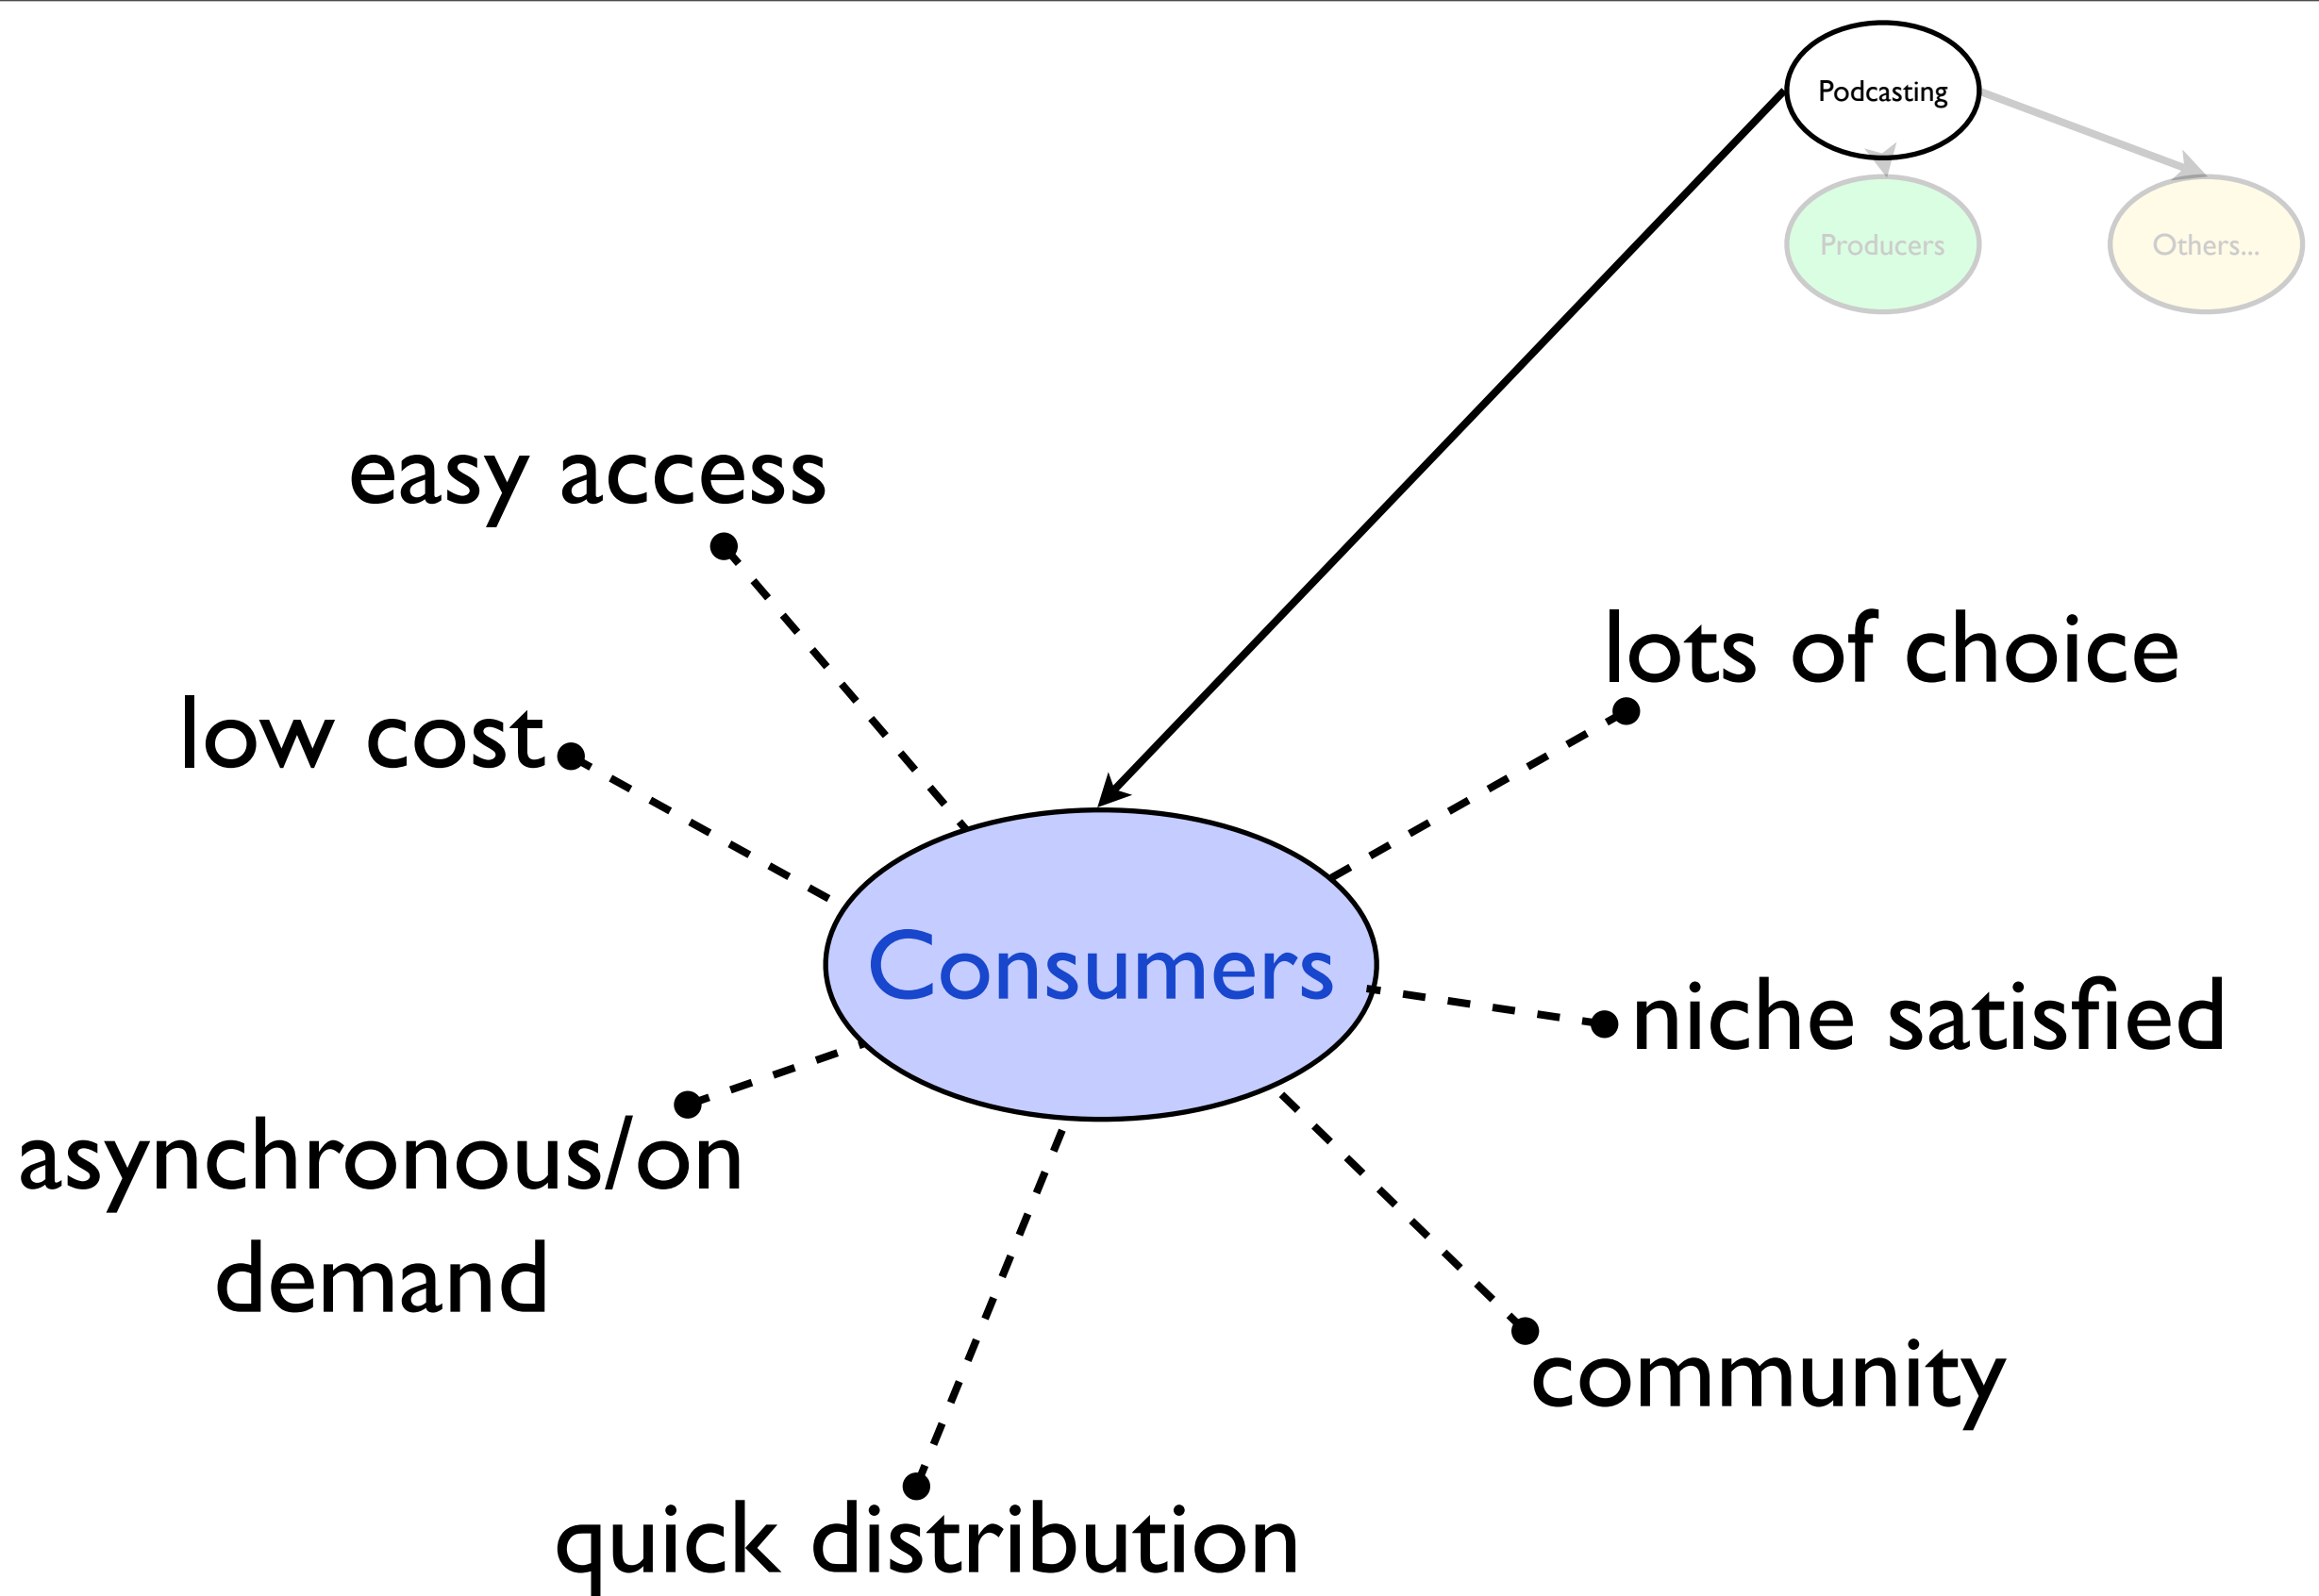 Podcasting
Producers
Others...
easy access
lots of choice
low cost
Consumers
niche satisfied
asynchronous/on
demand
community
quick distribution